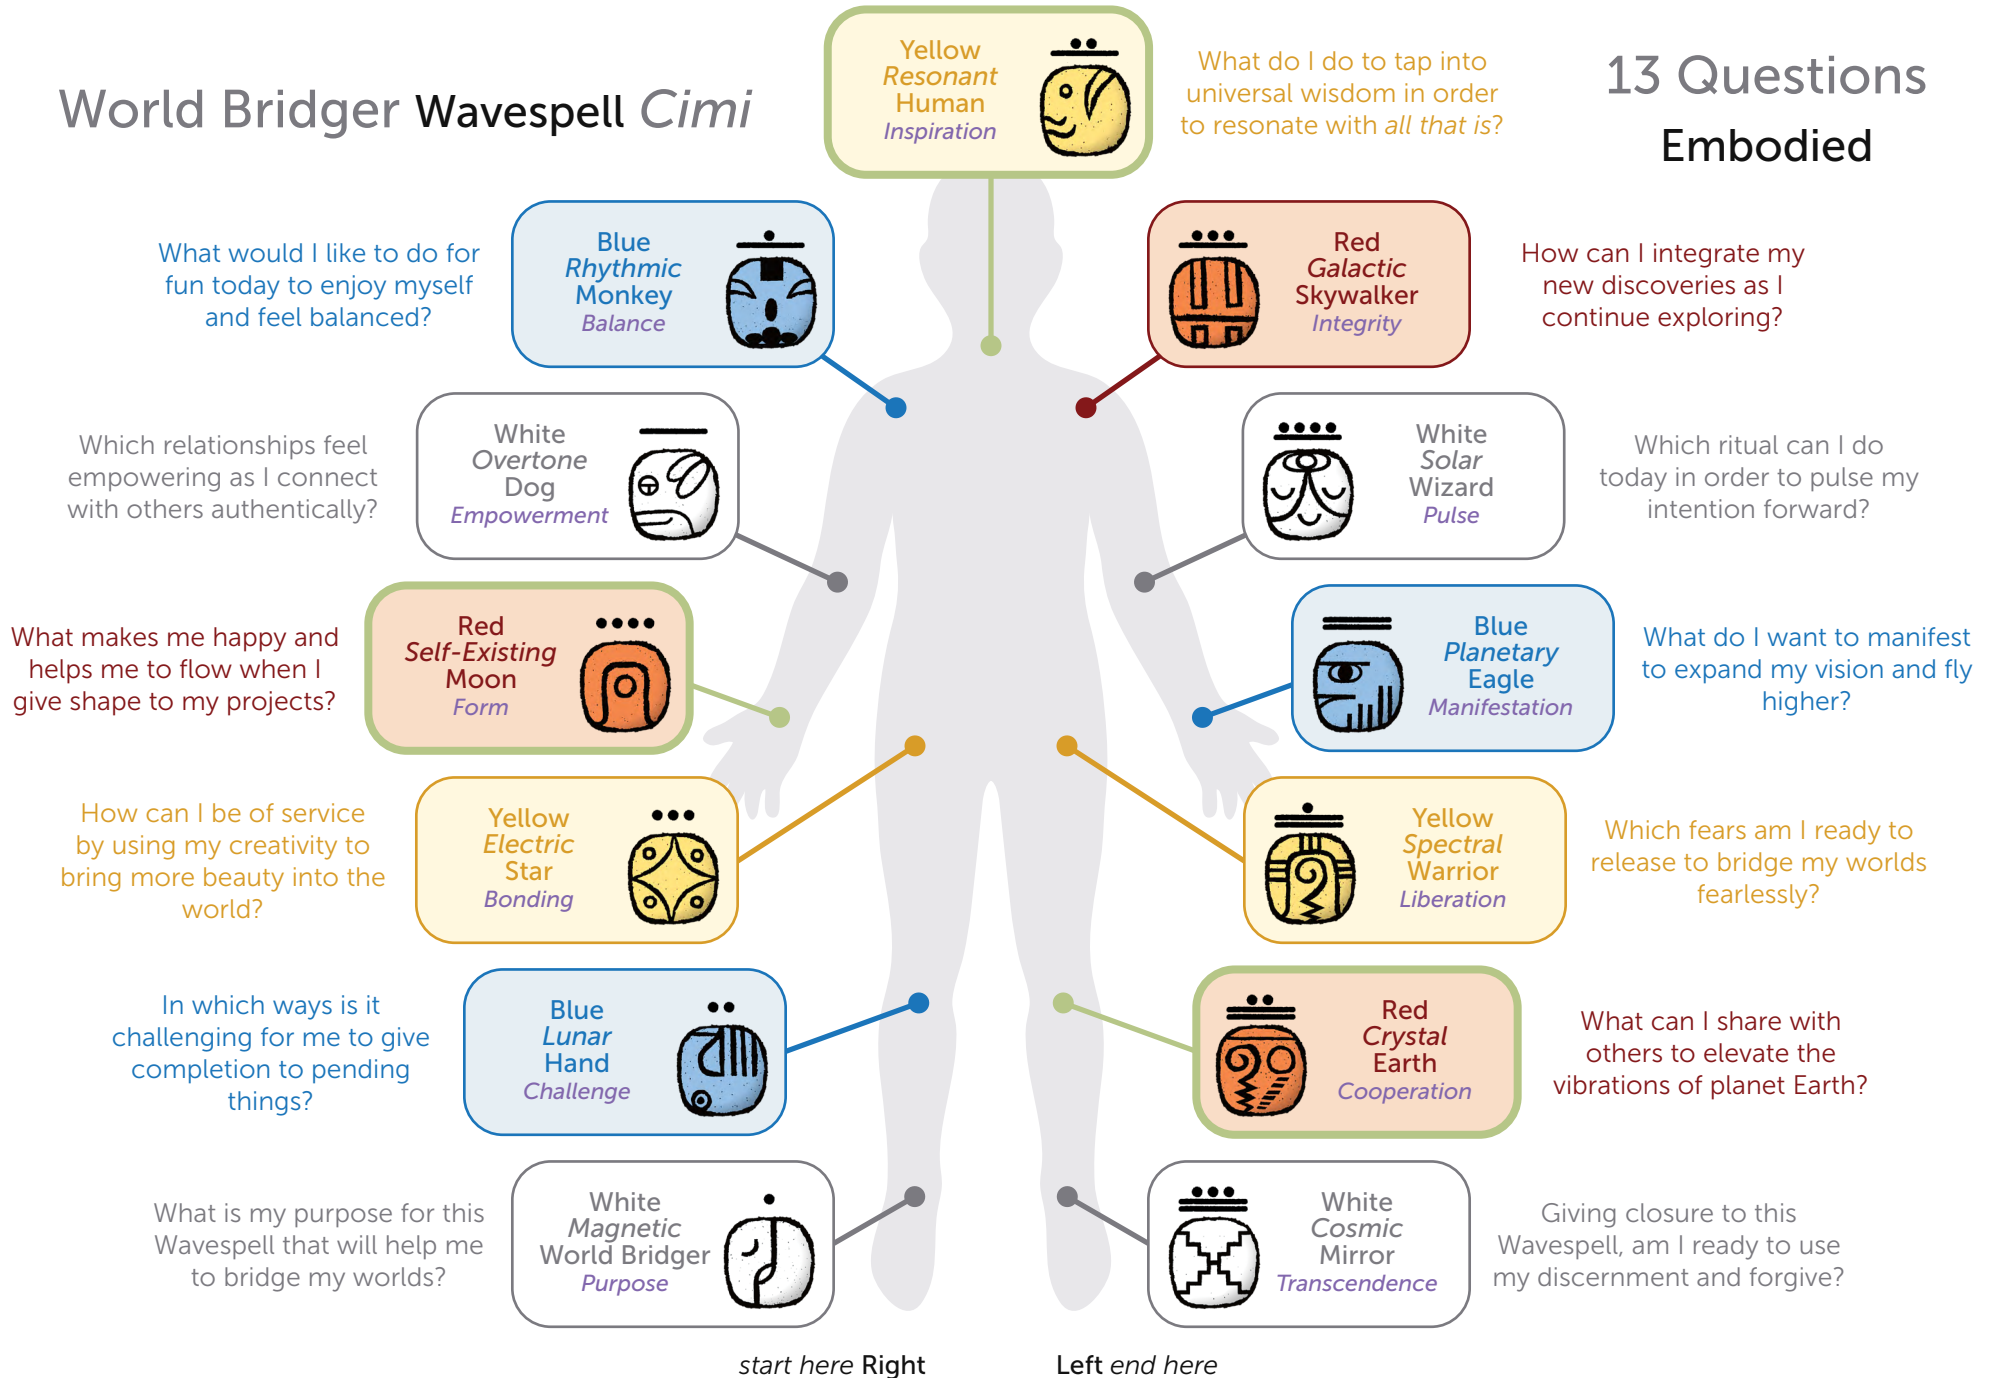 World Bridger Wavespell Cimi
13 Questions
Embodied
Yellow
Resonant
Human
Inspiration
What do I do to tap into
universal wisdom in order
to resonate with all that is?
What would I like to do for
fun today to enjoy myself
and feel balanced?
Blue
Rhythmic
Monkey
Balance
Red
Galactic
Skywalker
Integrity
How can I integrate my
new discoveries as I
continue exploring?
Which relationships feel
empowering as I connect
with others authentically?
White
Overtone
Dog
Empowerment
White
Solar
Wizard
Pulse
Which ritual can I do
today in order to pulse my
intention forward?
What makes me happy and
helps me to flow when I
give shape to my projects?
Red
Self-Existing
Moon
Form
Blue
Planetary
Eagle
Manifestation
What do I want to manifest
to expand my vision and fly
higher?
How can I be of service
by using my creativity to
bring more beauty into the
world?
Yellow
Electric
Star
Bonding
Yellow
Spectral
Warrior
Liberation
Which fears am I ready to
release to bridge my worlds
fearlessly?
In which ways is it
challenging for me to give
completion to pending
things?
Blue
Lunar
Hand
Challenge
Red
Crystal
Earth
Cooperation
What can I share with
others to elevate the
vibrations of planet Earth?
What is my purpose for this
Wavespell that will help me
to bridge my worlds?
White
Magnetic
World Bridger
Purpose
White
Cosmic
Mirror
Transcendence
Giving closure to this
Wavespell, am I ready to use
my discernment and forgive?
start here Right
Left end here